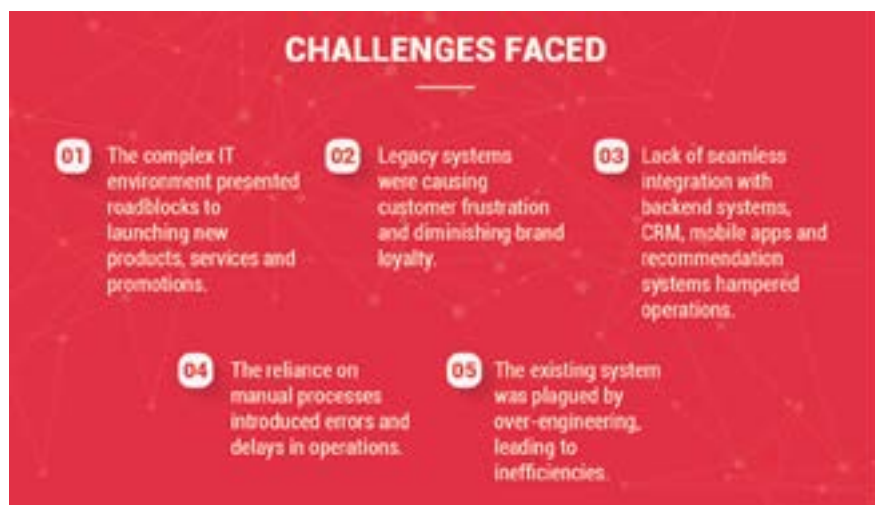 CHALLENGES FACED
01
The complex IT
environment presented
roadblocks to
launching new
products, services and
promotions.
02
Legacy systems
were causing
customer frustration
and diminishing brand
loyalty.
03
Lack of seamless
integration with
backend systems,
CRM, mobile apps and
recommendation
systems hampered
operations.
04
The reliance on
manual processes
introduced errors and
delays in operations.
05
The existing system
was plagued by
over-engineering,
leading to
inefficiencies.